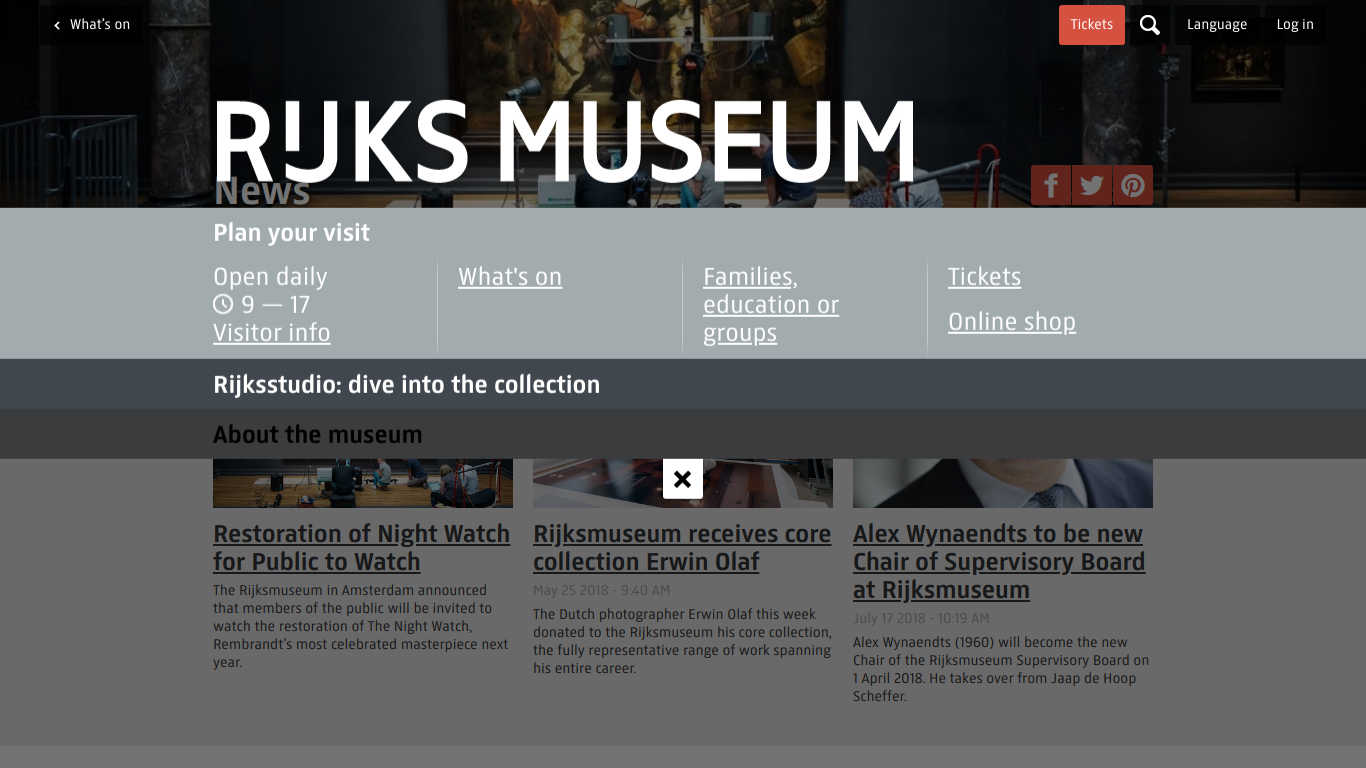 What's on
Tickets
Language
Log in
RIJKS MUSEUM
News
Plan your visit
Open daily
9 — 17
Visitor info
What's on
Families,
education or
groups
Tickets
Online shop
Rijksstudio: dive into the collection
About the museum
Restoration of Night Watch
for Public to Watch
The Rijksmuseum in Amsterdam announced
that members of the public will be invited to
watch the restoration of The Night Watch,
Rembrandt's most celebrated masterpiece next
year.
Rijksmuseum receives core
collection Erwin Olaf
May 25 2018 - 9:40 AM
The Dutch photographer Erwin Olaf this week
donated to the Rijksmuseum his core collection,
the fully representative range of work spanning
his entire career.
Alex Wynaendts to be new
Chair of Supervisory Board
at Rijksmuseum
July 17 2018 - 10:19 AM
Alex Wynaendts (1960) will become the new
Chair of the Rijksmuseum Supervisory Board on
1 April 2018. He takes over from Jaap de Hoop
Scheffer.